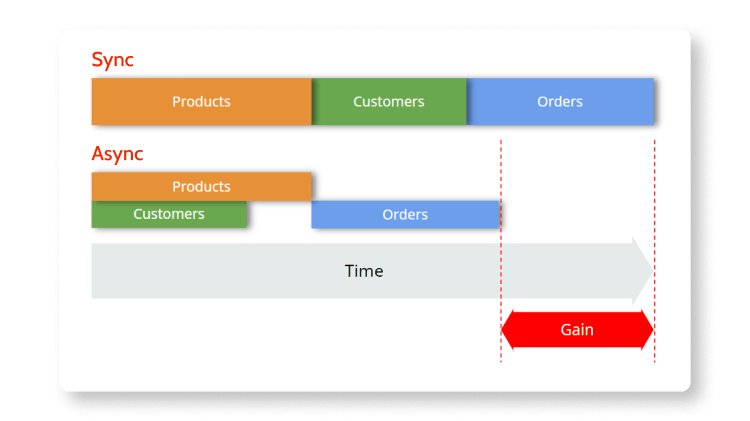 Sync
Products Customers Orders
Async
Products
Customers Orders
Time
Gain